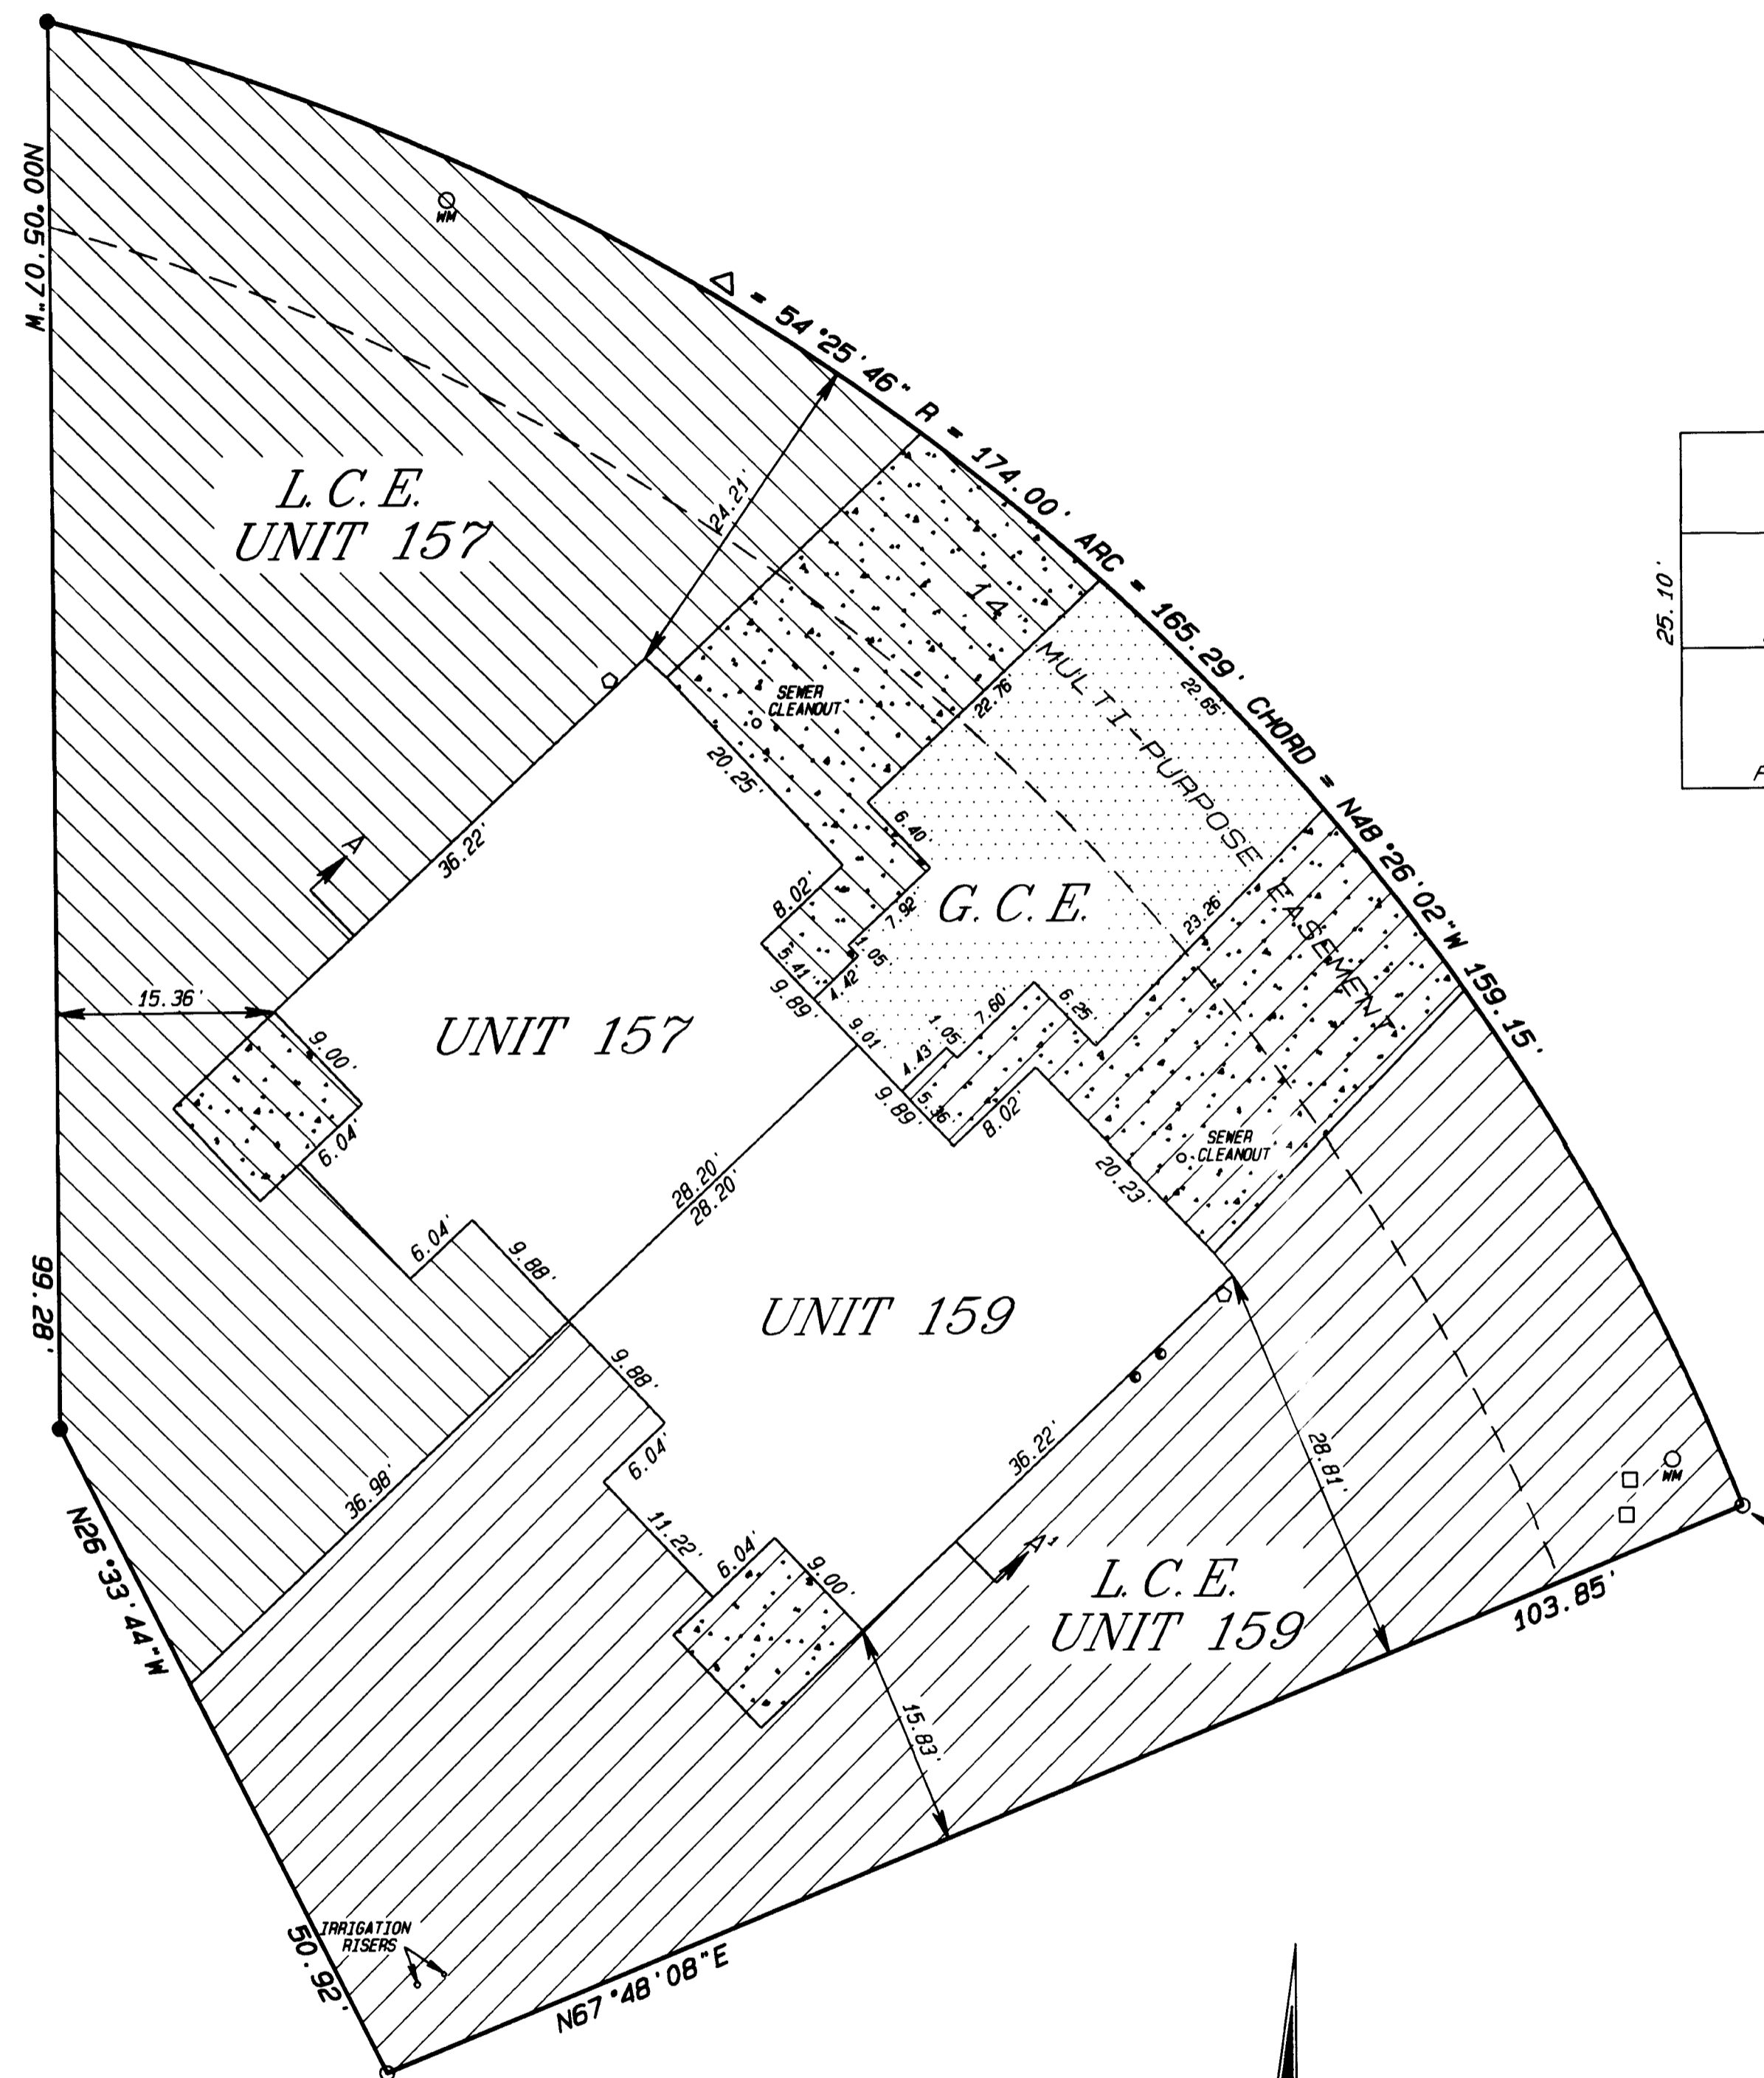 N00°05'07"W
99.28'
N26°33'44"W
50.92'
N67°48'08"E
103.85'
Δ = 54°25'46" R = 174.00' ARC = 165.29' CHORD = N48°26'02"W 159.15'
WM
L.C.E.
UNIT 157
24.21'
14'
MULTI-PURPOSE EASEMENT
SEWER
CLEANOUT
20.25'
22.76'
22.65'
6.40'
A
36.22'
8.02'
7.92'
1.05'
5.41'
4.42'
9.89'
G.C.E.
23.26'
15.36'
9.00'
6.04'
UNIT 157
9.01'
1.05'
7.60'
6.25'
4.43'
9.89'
5.36'
8.02'
SEWER
CLEANOUT
20.23'
6.04'
9.88'
28.20'
28.20'
UNIT 159
9.88'
6.04'
36.98'
11.22'
6.04'
9.00'
36.22'
A'
28.81'
WM
L.C.E.
UNIT 159
15.83'
IRRIGATION
RISERS
25.10'